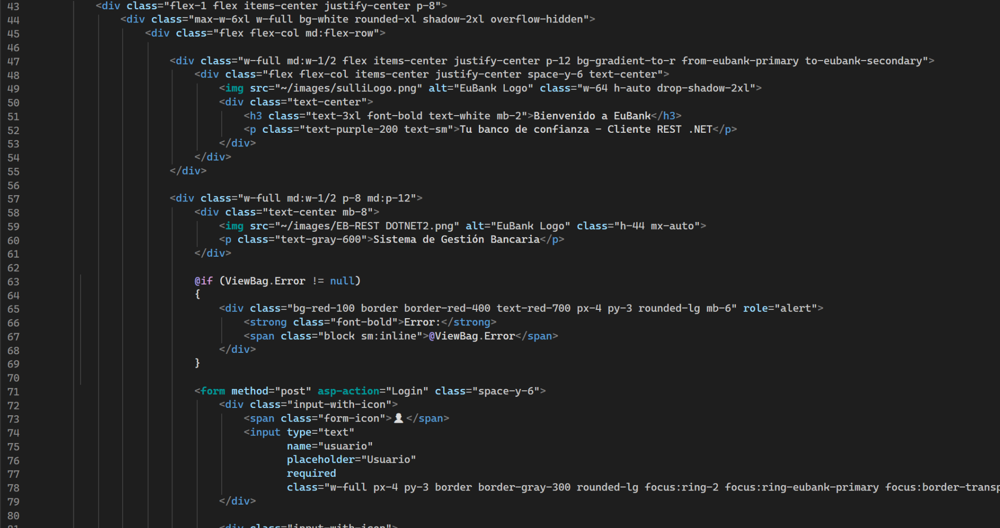 43 <div class="flex-1 flex items-center justify-center p-8">
44 <div class="max-w-6xl w-full bg-white rounded-xl shadow-2xl overflow-hidden">
45 <div class="flex flex-col md:flex-row">
46
47 <div class="w-full md:w-1/2 flex items-center justify-center p-12 bg-gradient-to-r from-eubank-primary to-eubank-secondary">
48 <div class="flex flex-col items-center justify-center space-y-6 text-center">
49 <img src="~/images/sulliLogo.png" alt="EuBank Logo" class="w-64 h-auto drop-shadow-2xl">
50 <div class="text-center">
51 <h3 class="text-3xl font-bold text-white mb-2">Bienvenido a EuBank</h3>
52 <p class="text-purple-200 text-sm">Tu banco de confianza - Cliente REST .NET</p>
53 </div>
54 </div>
55 </div>
56
57 <div class="w-full md:w-1/2 p-8 md:p-12">
58 <div class="text-center mb-8">
59 <img src="~/images/EB-REST DOTNET2.png" alt="EuBank Logo" class="h-44 mx-auto">
60 <p class="text-gray-600">Sistema de Gestión Bancaria</p>
61 </div>
62
63 @if (ViewBag.Error != null)
64 {
65 <div class="bg-red-100 border border-red-400 text-red-700 px-4 py-3 rounded-lg mb-6" role="alert">
66 <strong class="font-bold">Error:</strong>
67 <span class="block sm:inline">@ViewBag.Error</span>
68 </div>
69 }
70
71 <form method="post" asp-action="Login" class="space-y-6">
72 <div class="input-with-icon">
73 <span class="form-icon">👤</span>
74 <input type="text"
75 name="usuario"
76 placeholder="Usuario"
77 required
78 class="w-full px-4 py-3 border border-gray-300 rounded-lg focus:ring-2 focus:ring-eubank-primary focus:border-transp
79 </div>
80
81 <div class="input-with-icon">